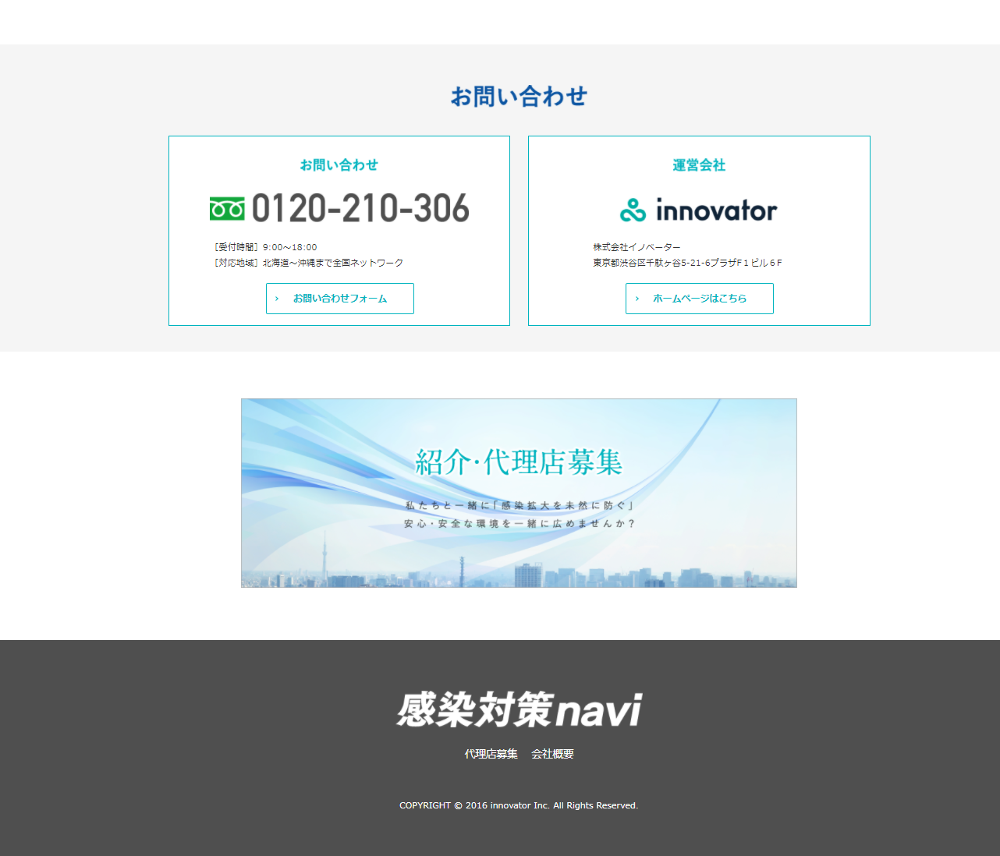 お問い合わせ
お問い合わせ
0120-210-306
［受付時間］9:00～18:00
［対応地域］北海道～沖縄まで全国ネットワーク
お問い合わせフォーム
運営会社
innovator
株式会社イノベーター
東京都渋谷区千駄ヶ谷5-21-6プラザF１ビル６F
ホームページはこちら
紹介・代理店募集
私たちと一緒に「感染拡大を未然に防ぐ」
安心・安全な環境を一緒に広めませんか？
感染対策navi
代理店募集 会社概要
COPYRIGHT © 2016 innovator Inc. All Rights Reserved.